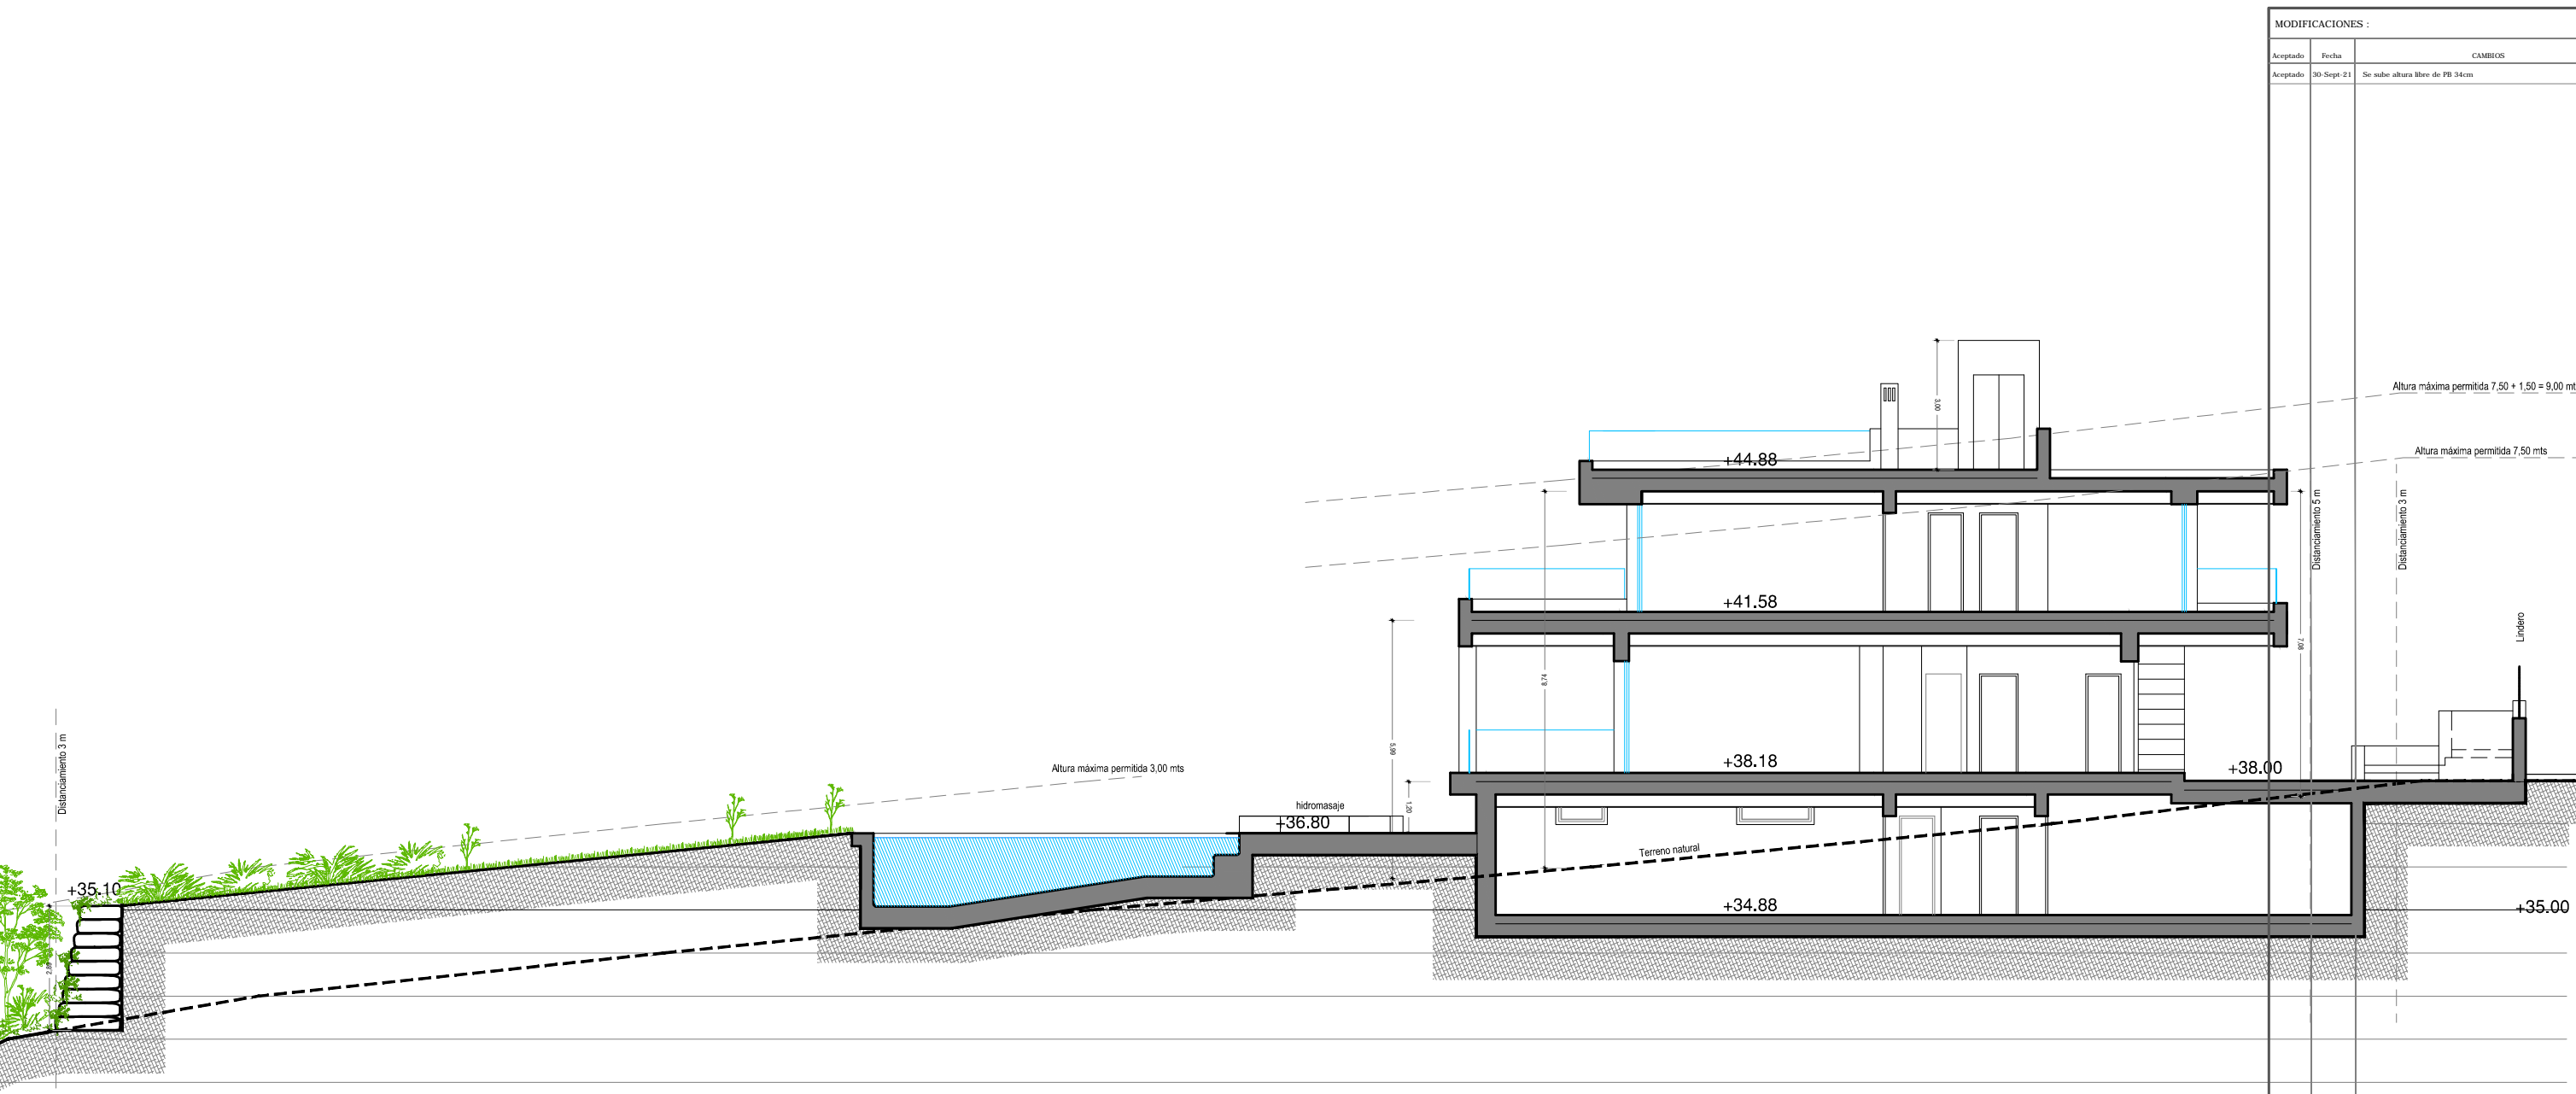 MODIFICACIONES :
Aceptado Fecha CAMBIOS
Aceptado 30-Sept-21 Se sube altura libre de PB 34cm
Altura máxima permitida 7,50 + 1,50 = 9,00 mt
3,00
Altura máxima permitida 7,50 mts
+44.88
Distanciamiento 5 m
Distanciamiento 3 m
+41.58
Lindero
7,08
8,74
5,99
Distanciamiento 3 m
Altura máxima permitida 3,00 mts
+38.18
+38.00
1,20
hidromasaje
+36.80
Terreno natural
+35.10
+34.88
+35.00